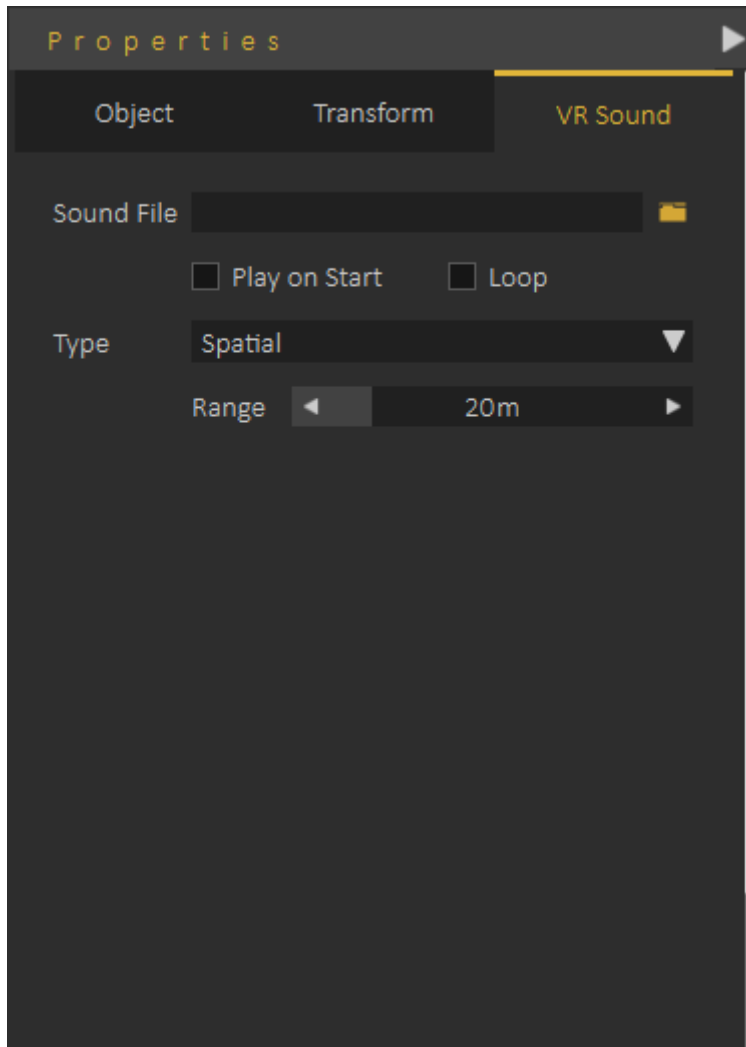 Properties
Object Transform VR Sound
Sound File
Play on Start Loop
Type Spatial
Range 20m